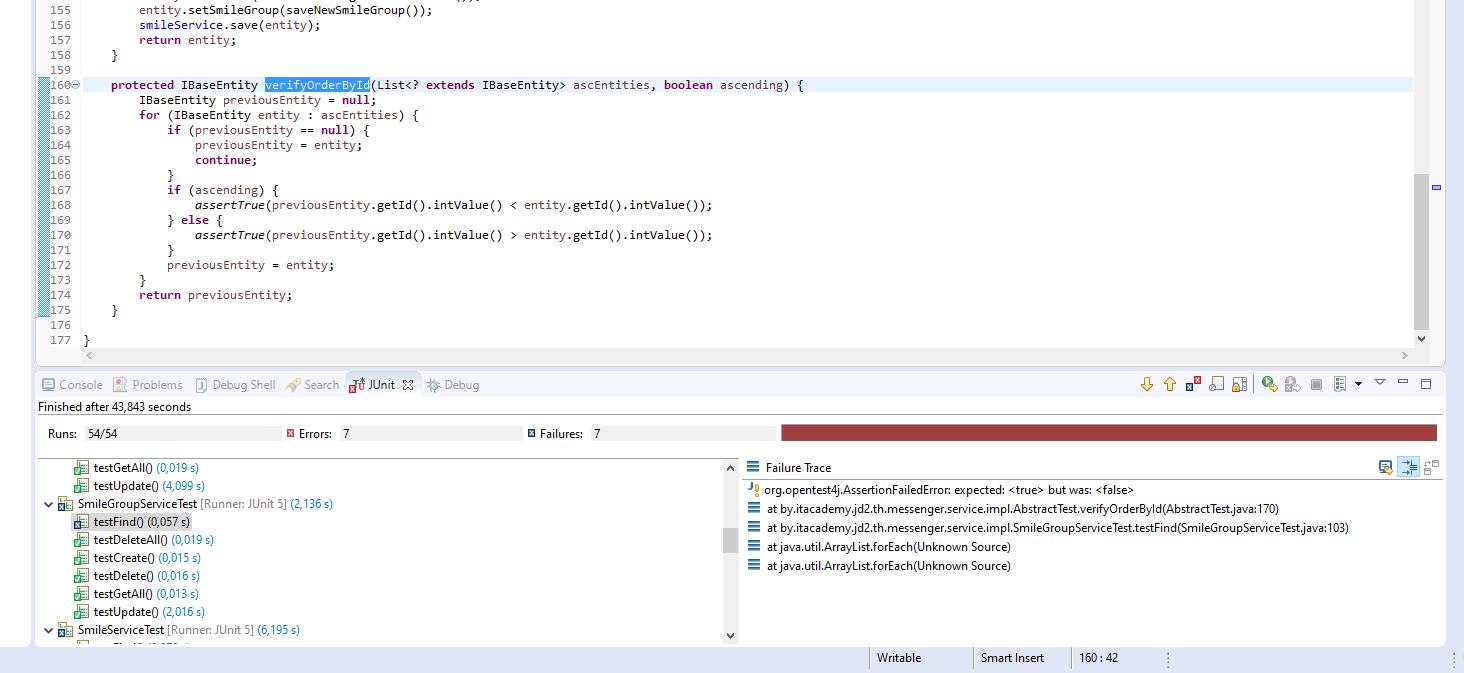 155 entity.setSmileGroup(saveNewSmileGroup());
156 smileService.save(entity);
157 return entity;
158 }
159
160 protected IBaseEntity verifyOrderById(List<? extends IBaseEntity> ascEntities, boolean ascending) {
161 IBaseEntity previousEntity = null;
162 for (IBaseEntity entity : ascEntities) {
163 if (previousEntity == null) {
164 previousEntity = entity;
165 continue;
166 }
167 if (ascending) {
168 assertTrue(previousEntity.getId().intValue() < entity.getId().intValue());
169 } else {
170 assertTrue(previousEntity.getId().intValue() > entity.getId().intValue());
171 }
172 previousEntity = entity;
173 }
174 return previousEntity;
175 }
176
177 }
Console Problems Debug Shell Search JUnit Debug
Finished after 43,843 seconds
Runs: 54/54 Errors: 7 Failures: 7
testGetAll() (0,019 s)
testUpdate() (4,099 s)
SmileGroupServiceTest [Runner: JUnit 5] (2,136 s)
testFind() (0,057 s)
testDeleteAll() (0,019 s)
testCreate() (0,015 s)
testDelete() (0,016 s)
testGetAll() (0,013 s)
testUpdate() (2,016 s)
SmileServiceTest [Runner: JUnit 5] (6,195 s)
Failure Trace
org.opentest4j.AssertionFailedError: expected: <true> but was: <false>
at by.itacademy.jd2.th.messenger.service.impl.AbstractTest.verifyOrderById(AbstractTest.java:170)
at by.itacademy.jd2.th.messenger.service.impl.SmileGroupServiceTest.testFind(SmileGroupServiceTest.java:103)
at java.util.ArrayList.forEach(Unknown Source)
at java.util.ArrayList.forEach(Unknown Source)
Writable Smart Insert 160 : 42